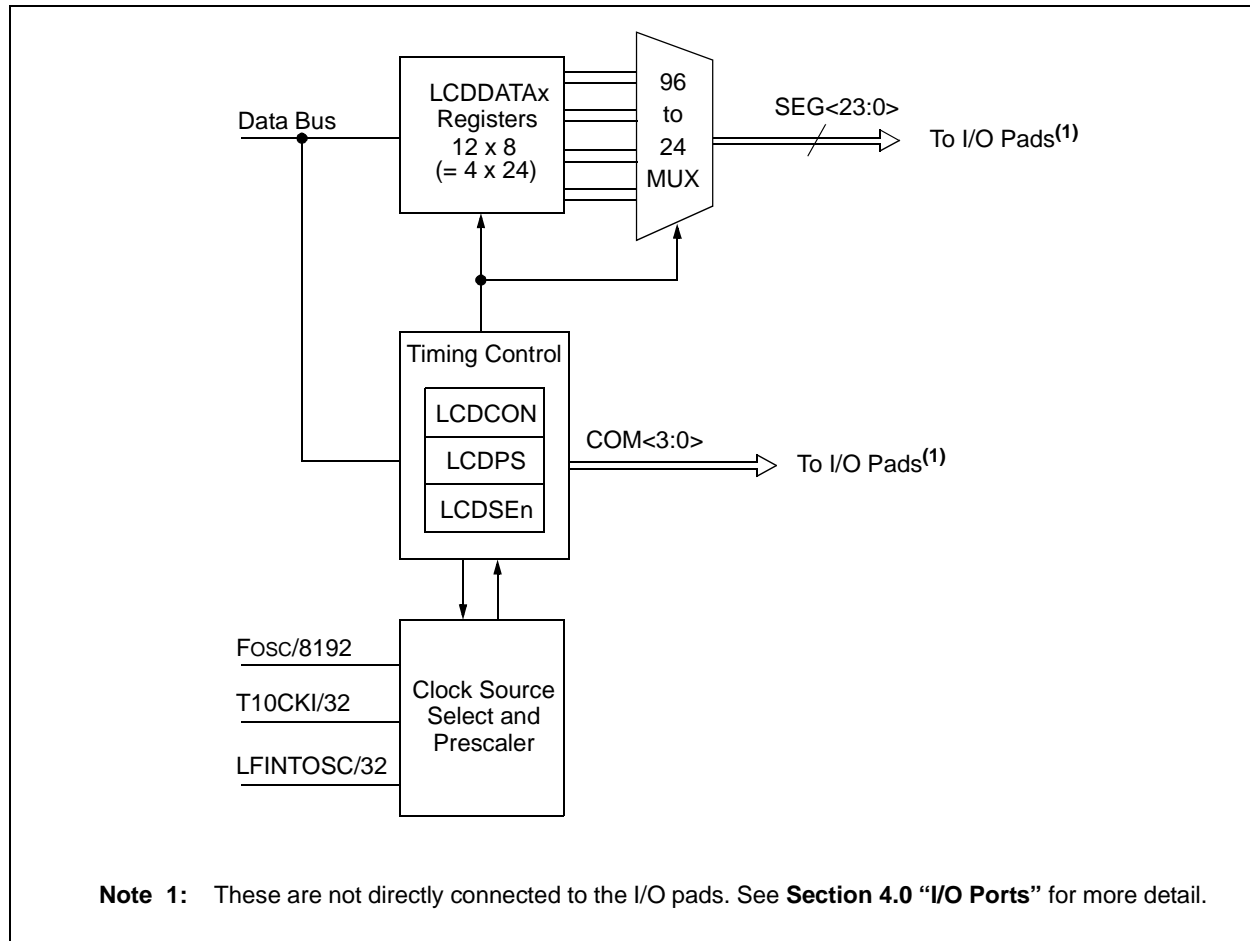 LCDDATAx
Registers
12 x 8
(= 4 x 24)
96
to
24
MUX
Data Bus
SEG<23:0>
To I/O Pads(1)
Timing Control
LCDCON
LCDPS
LCDSEn
COM<3:0>
To I/O Pads(1)
FOSC/8192
T10CKI/32
LFINTOSC/32
Clock Source
Select and
Prescaler
Note 1: These are not directly connected to the I/O pads. See Section 4.0 “I/O Ports” for more detail.